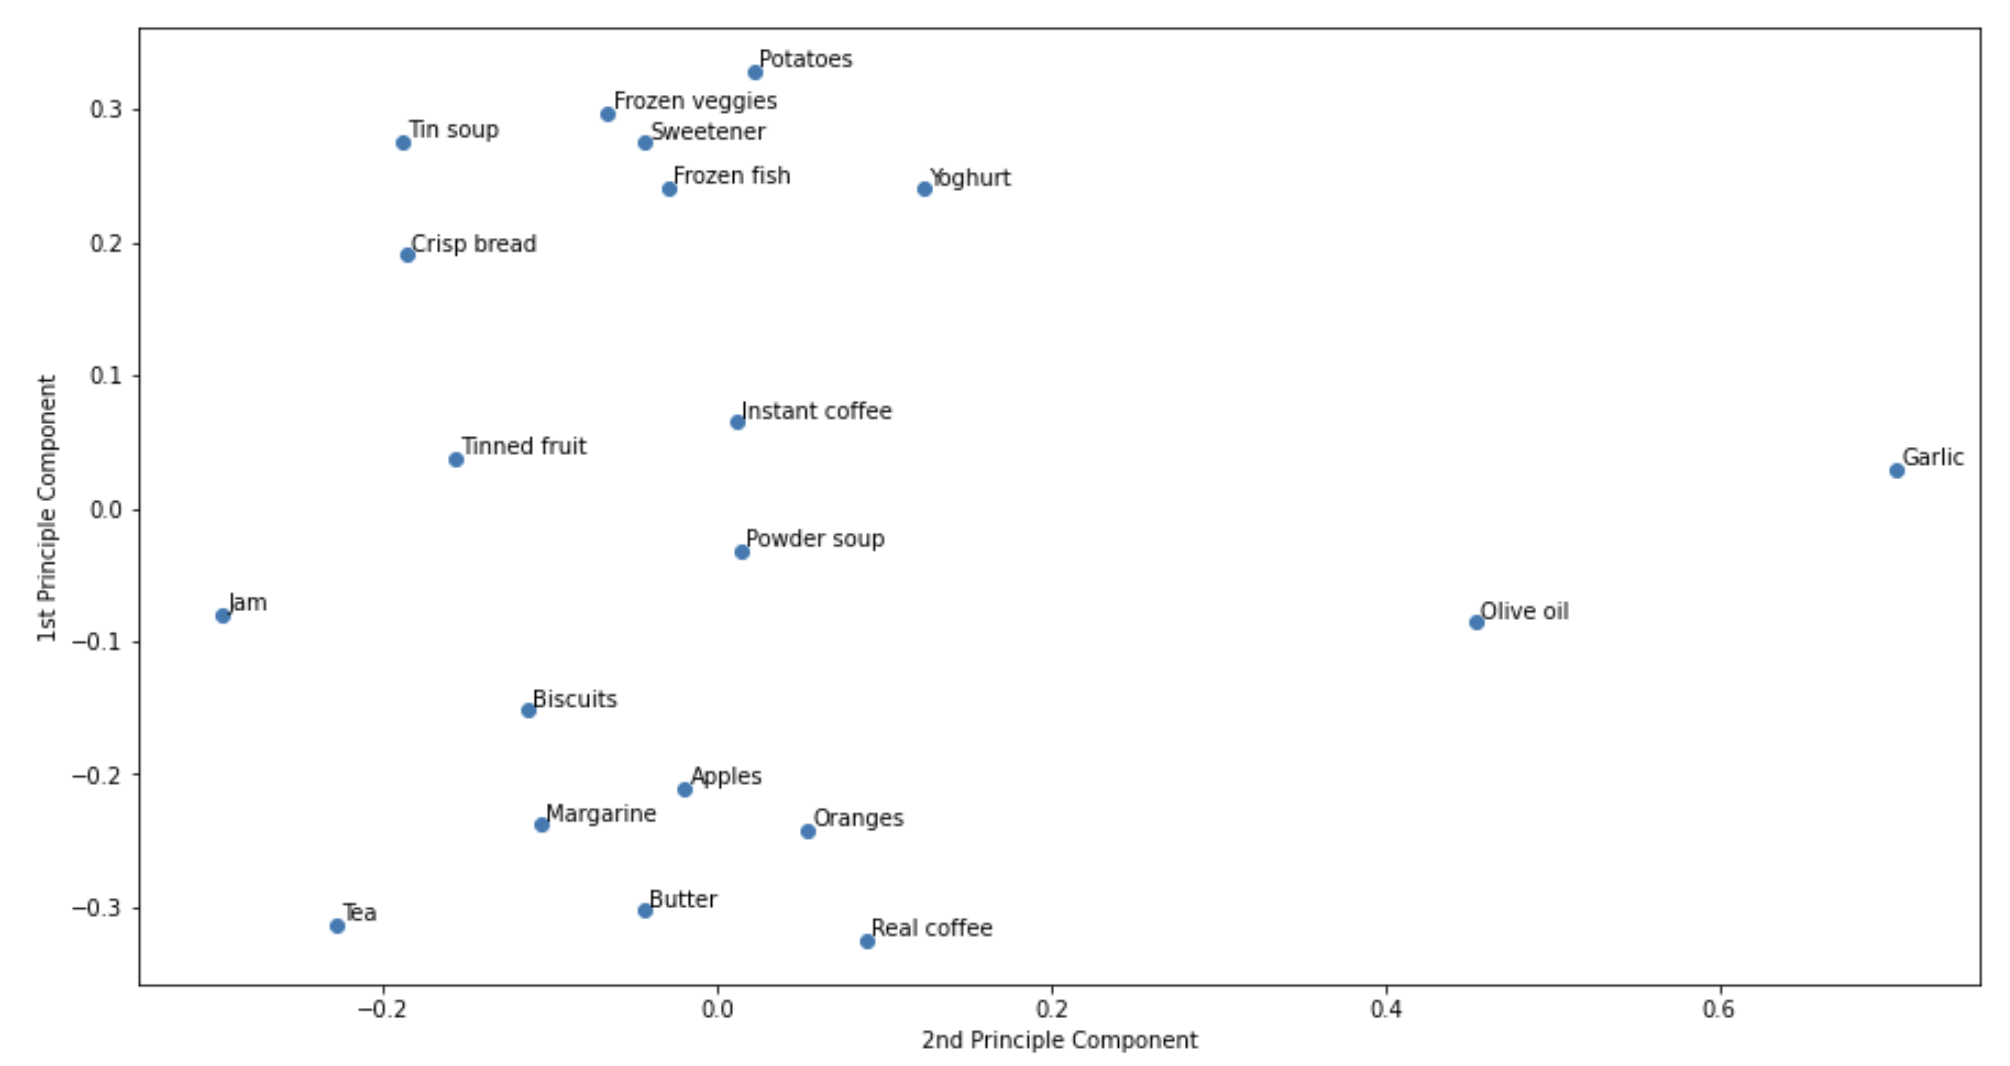 Potatoes
Frozen veggies
0.3
Tin soup
Sweetener
Frozen fish
Yoghurt
0.2
Crisp bread
0.1
Instant coffee
Tinned fruit
Garlic
0.0
Powder soup
Jam
Olive oil
−0.1
Biscuits
−0.2
Apples
Margarine
Oranges
−0.3
Butter
Tea
Real coffee
1st Principle Component
−0.2 0.0 0.2 0.4 0.6
2nd Principle Component